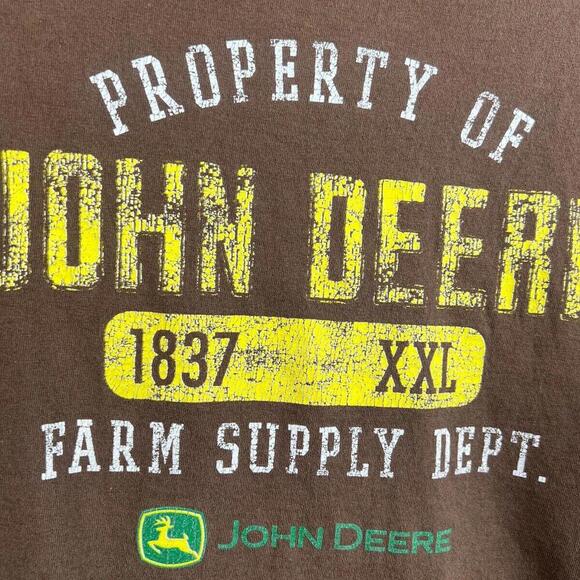 PROPERTY OF
JOHN DEERE
1837 XXL
FARM SUPPLY DEPT.
JOHN DEERE